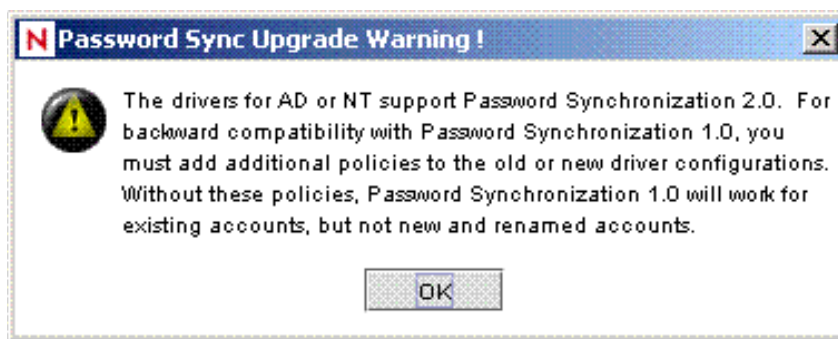 N Password Sync Upgrade Warning !
The drivers for AD or NT support Password Synchronization 2.0. For
backward compatibility with Password Synchronization 1.0, you
must add additional policies to the old or new driver configurations.
Without these policies, Password Synchronization 1.0 will work for
existing accounts, but not new and renamed accounts.
OK